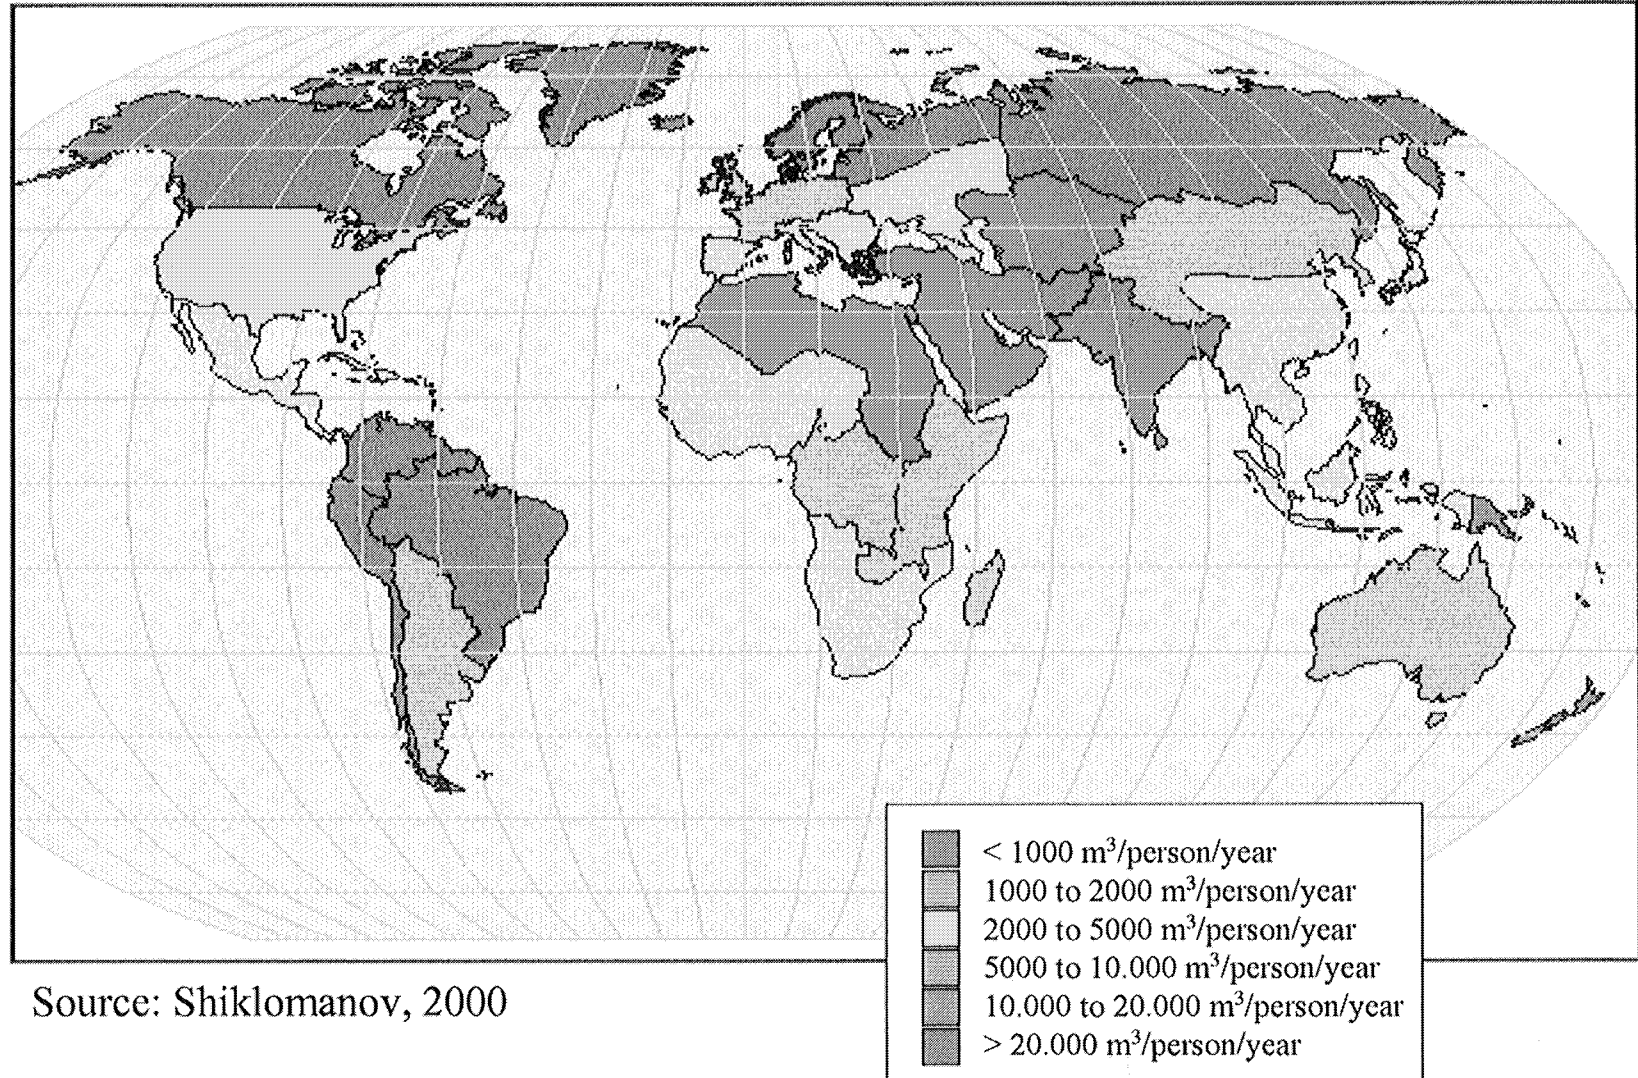 < 1000 m³/person/year
1000 to 2000 m³/person/year
2000 to 5000 m³/person/year
5000 to 10.000 m³/person/year
10.000 to 20.000 m³/person/year
> 20.000 m³/person/year
Source: Shiklomanov, 2000